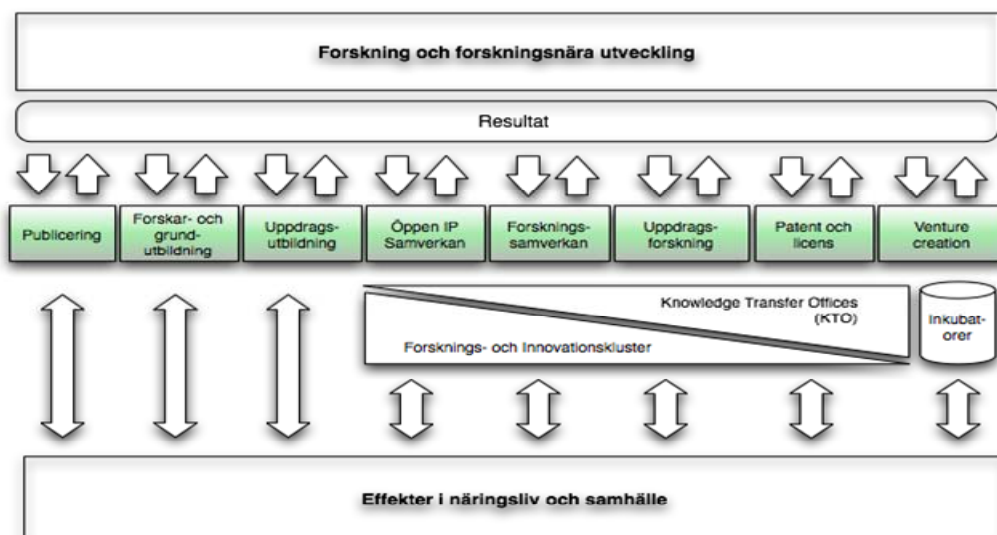 Forskning och forskningsnära utveckling
Resultat
Publicering
Forskar- och
grund-
utbildning
Uppdrags-
utbildning
Öppen IP
Samverkan
Forsknings-
samverkan
Uppdrags-
forskning
Patent och
licens
Venture
creation
Knowledge Transfer Offices
(KTO)
Forsknings- och Innovationskluster
Inkubat-
orer
Effekter i näringsliv och samhälle